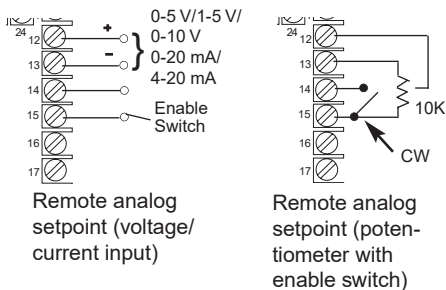 24
12
13
14
15
16
17
+
–
0-5 V/1-5 V/
0-10 V
0-20 mA/
4-20 mA
Enable
Switch
Remote analog
setpoint (voltage/
current input)
24
12
13
14
15
16
17
10K
CW
Remote analog
setpoint (poten-
tiometer with
enable switch)